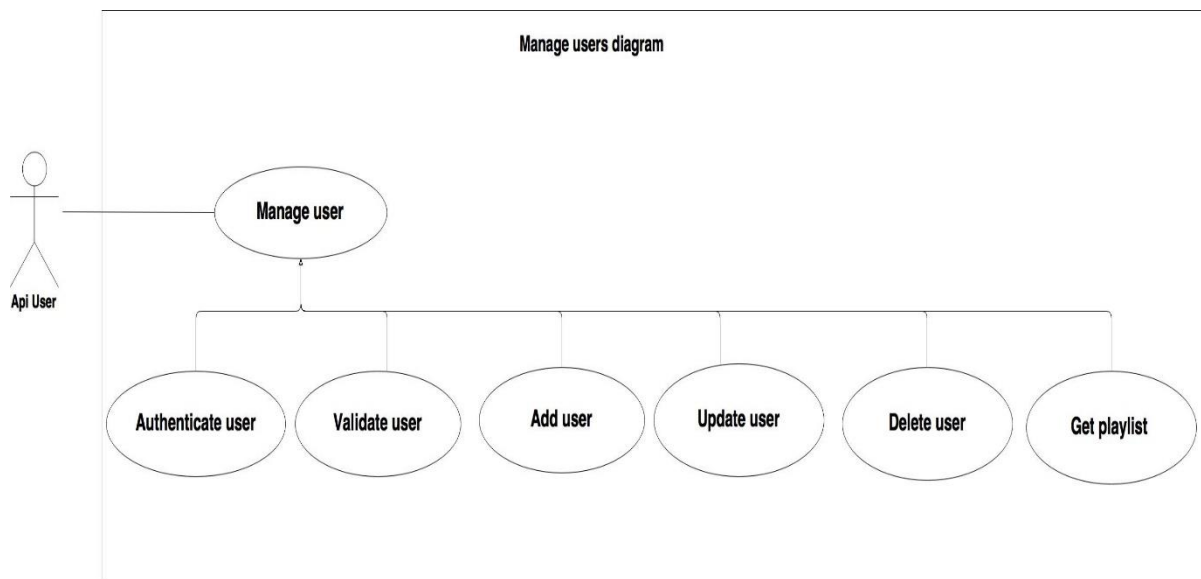 Manage users diagram
Manage user
Api User
Authenticate user
Validate user
Add user
Update user
Delete user
Get playlist